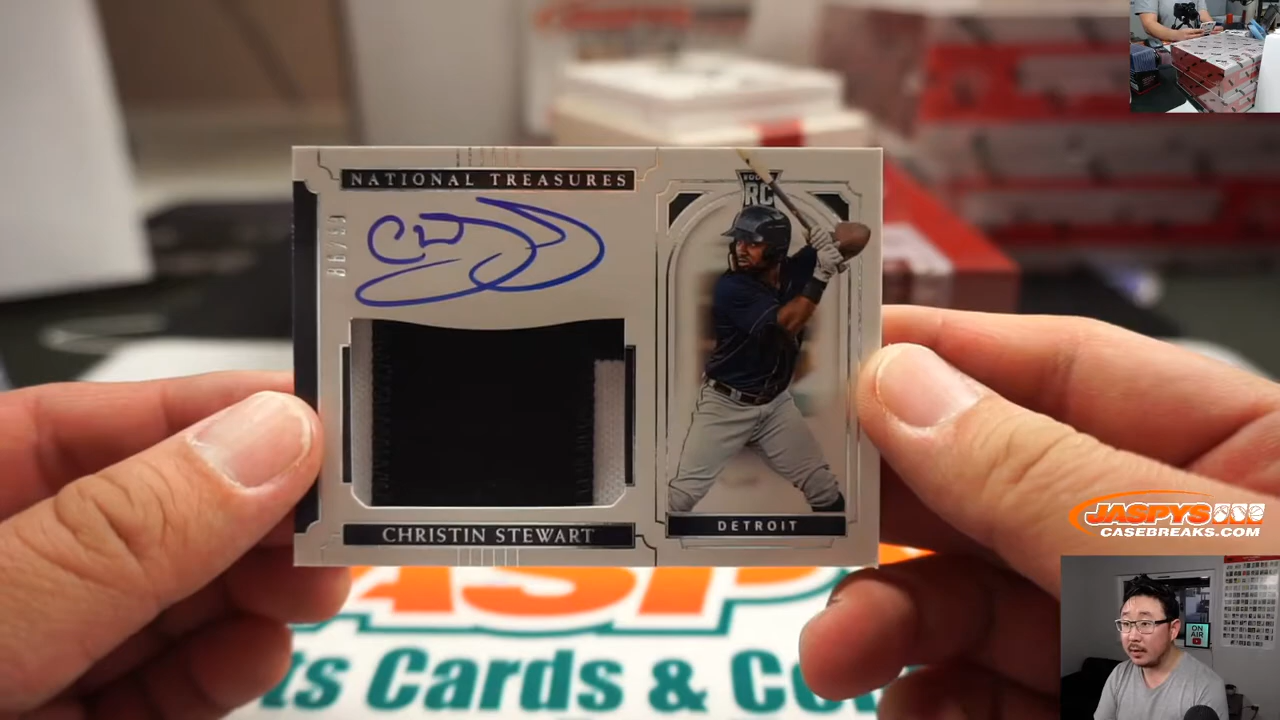 NATIONAL TREASURES
RC
CHRISTIN STEWART
DETROIT
JASPYS
CASEBREAKS.COM
ON
AIR
ts Cards & Co